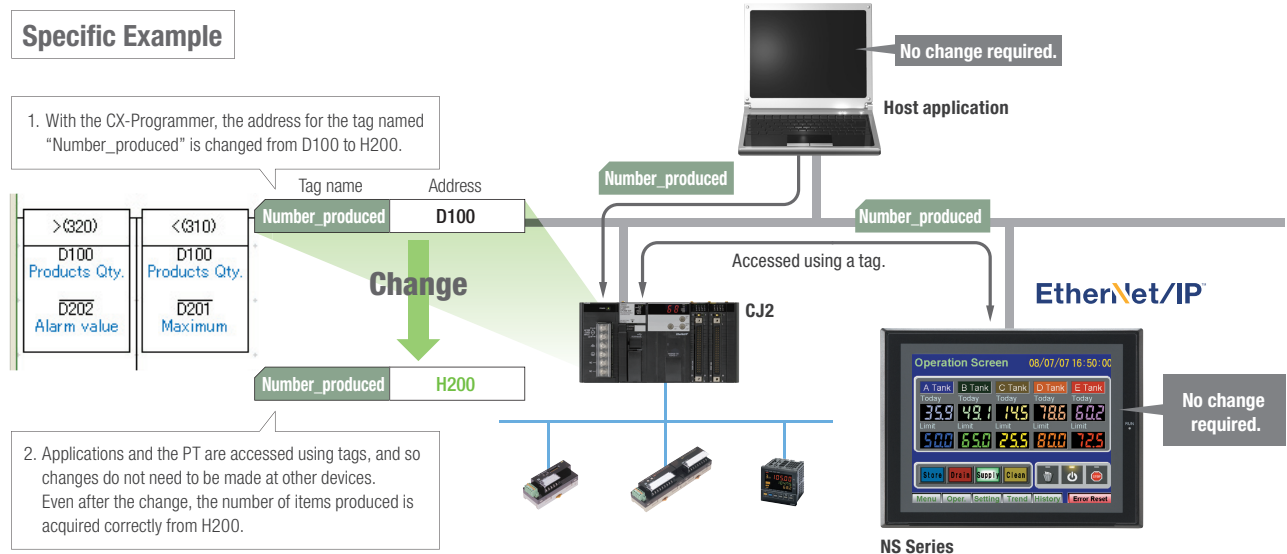 Specific Example
No change required.
Host application
1. With the CX-Programmer, the address for the tag named
“Number_produced” is changed from D100 to H200.
Tag name Address
Number_produced D100
Number_produced
Number_produced
>(320)
D100
Products Qty.
D202
Alarm value
<(310)
D100
Products Qty.
D201
Maximum
Change
Accessed using a tag.
CJ2
EtherNet/IP™
Number_produced H200
2. Applications and the PT are accessed using tags, and so
changes do not need to be made at other devices.
Even after the change, the number of items produced is
acquired correctly from H200.
Operation Screen 08/07/07 16:50:00
A Tank B Tank C Tank D Tank E Tank
Today Today Today Today Today
35.9 49.1 14.5 78.6 60.2
Limit Limit Limit Limit Limit
50.0 65.0 25.5 80.0 72.5
Store Drain Supply Clean
Menu Oper. Setting Trend History Error Reset
RUN
No change
required.
NS Series